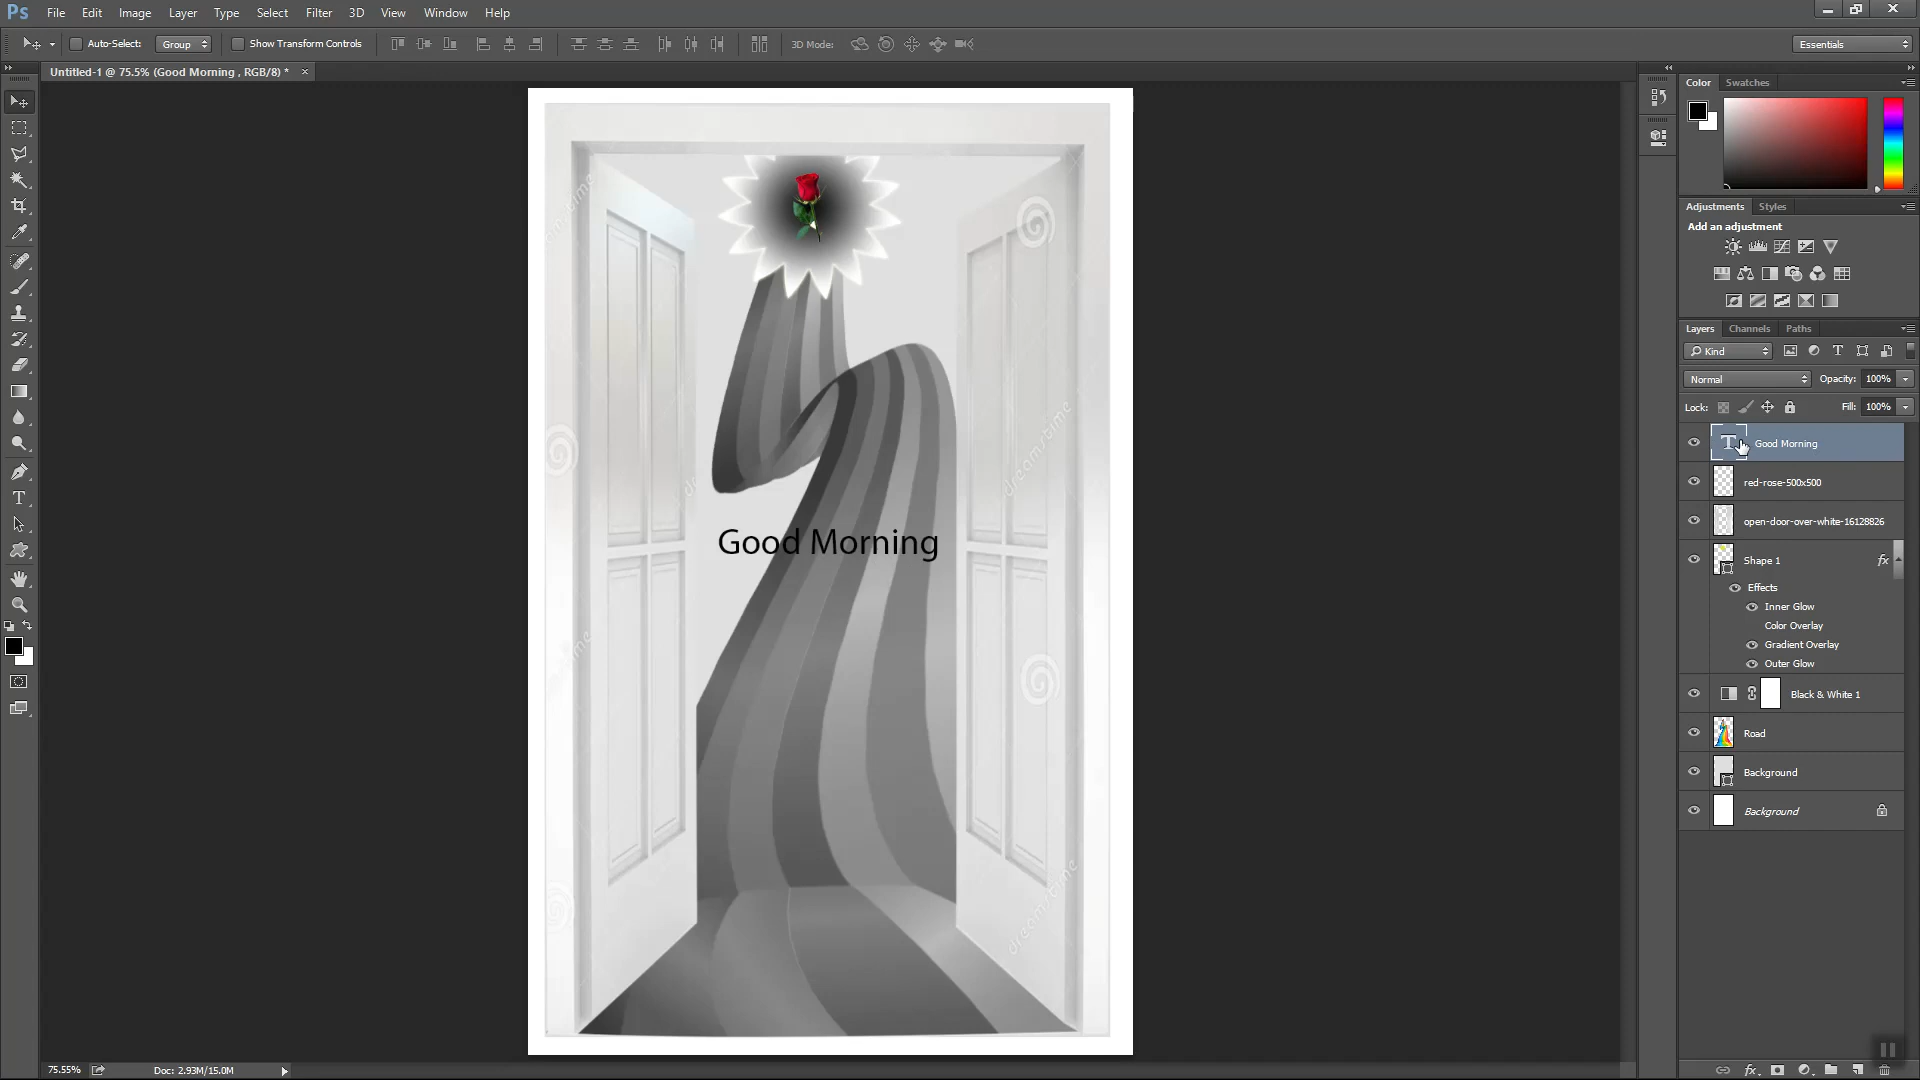 Ps File Edit Image Layer Type Select Filter 3D View Window Help
Auto-Select: Group Show Transform Controls 3D Mode: Essentials
Untitled-1 @ 75.5% (Good Morning , RGB/8) * ×
Color Swatches
Adjustments Styles
Add an adjustment
Layers Channels Paths
Kind
Normal Opacity: 100%
Lock: Fill: 100%
T Good Morning
red-rose-500x500
open-door-over-white-16128826
Shape 1 fx
Effects
Inner Glow
Color Overlay
Gradient Overlay
Outer Glow
Black & White 1
Road
Background
Background
Good Morning
dreamstime
dreamstime
75.55% Doc: 2.93M/15.0M
fx